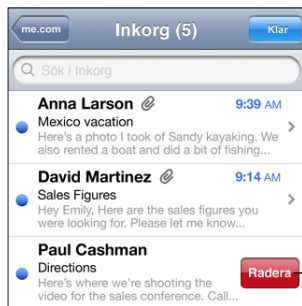 me.com Inkorg (5) Klar
Sök i Inkorg
Anna Larson 9:39 AM
Mexico vacation
Here's a photo I took of Sandy kayaking. We
also rented a boat and did a bit of fishing...
David Martinez 9:14 AM
Sales Figures
Hey Emily, Here are the sales figures you
were looking for. Please let me know...
Paul Cashman
Directions
Radera
Here's where we're shooting the
video for the sales conference. Call...